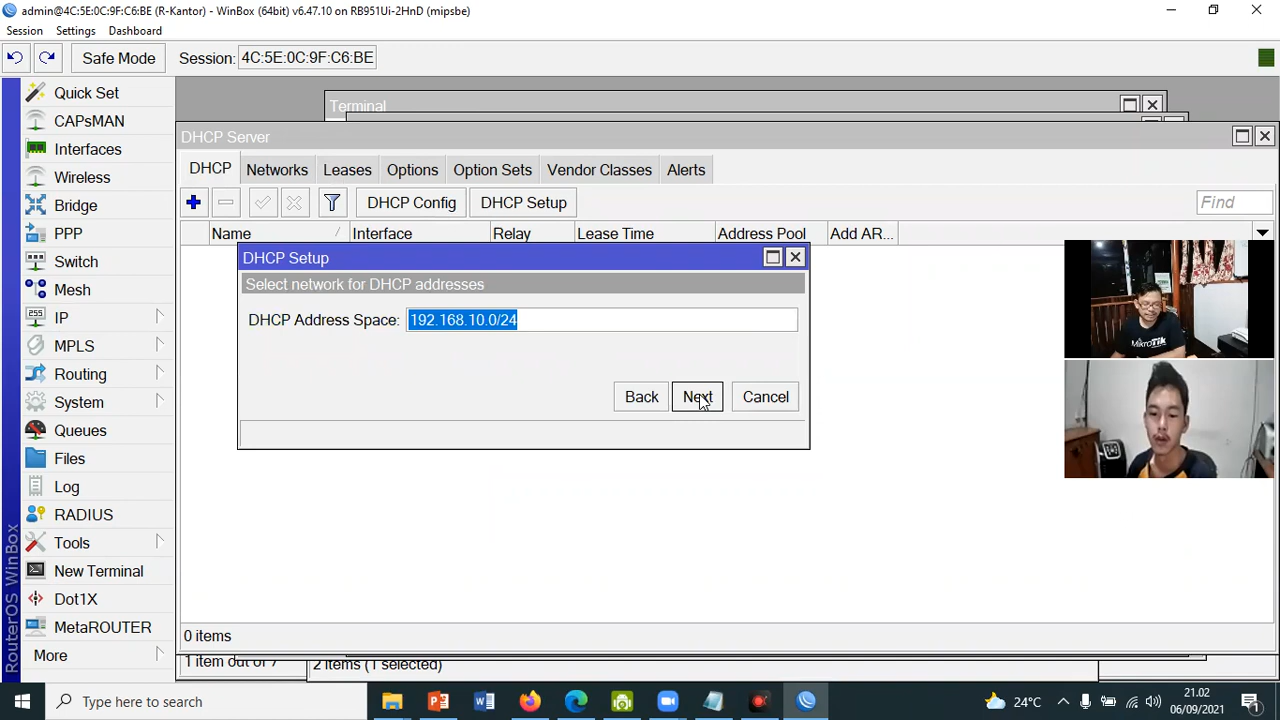 admin@4C:5E:0C:9F:C6:BE (R-Kantor) - WinBox (64bit) v6.47.10 on RB951Ui-2HnD (mipsbe)
Session Settings Dashboard
Safe Mode Session: 4C:5E:0C:9F:C6:BE
Quick Set
CAPsMAN
Interfaces
Wireless
Bridge
PPP
Switch
Mesh
IP
MPLS
Routing
System
Queues
Files
Log
RADIUS
Tools
New Terminal
Dot1X
MetaROUTER
More
RouterOS WinBox
Terminal
DHCP Server
DHCP Networks Leases Options Option Sets Vendor Classes Alerts
DHCP Config DHCP Setup Find
Name Interface Relay Lease Time Address Pool Add AR...
DHCP Setup
Select network for DHCP addresses
DHCP Address Space: 192.168.10.0/24
Back Next Cancel
MikroTik
0 items
1 item out of 7
2 items (1 selected)
Type here to search
24°C
21.02
06/09/2021
1